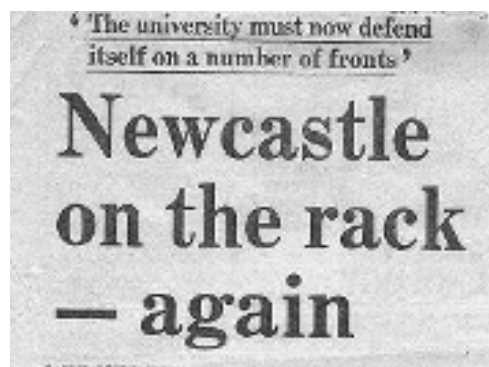 ‘ The university must now defend
itself on a number of fronts ’
Newcastle
on the rack
— again